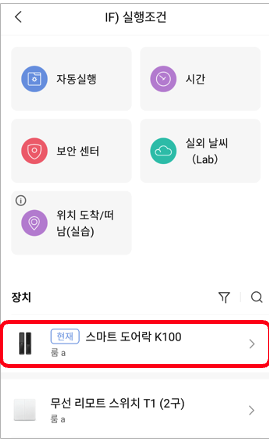 IF) 실행조건
자동실행
시간
보안 센터
실외 날씨
(Lab)
위치 도착/떠
남(실습)
장치
현재 스마트 도어락 K100
룸 a
무선 리모트 스위치 T1 (2구)
룸 a